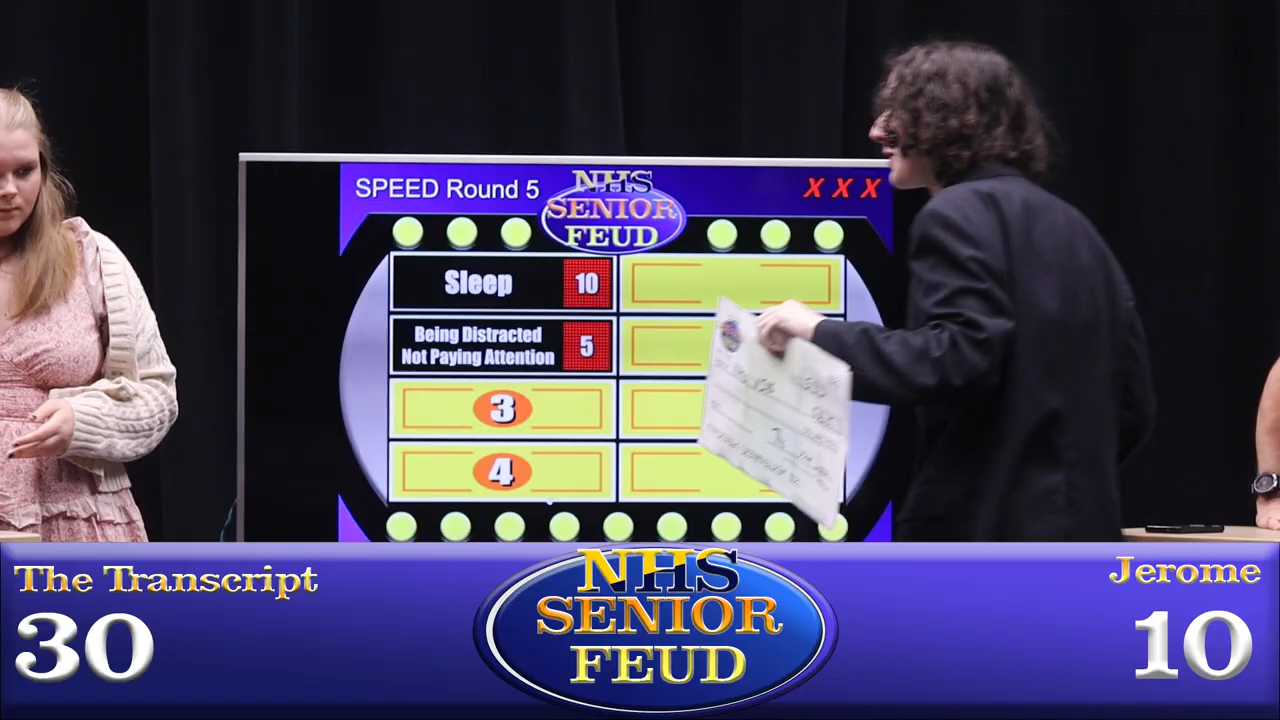 SPEED Round 5
NHS
SENIOR
FEUD
X X X
Sleep
10
Being Distracted
Not Paying Attention
5
3
4
The Transcript
30
NHS
SENIOR
FEUD
Jerome
10